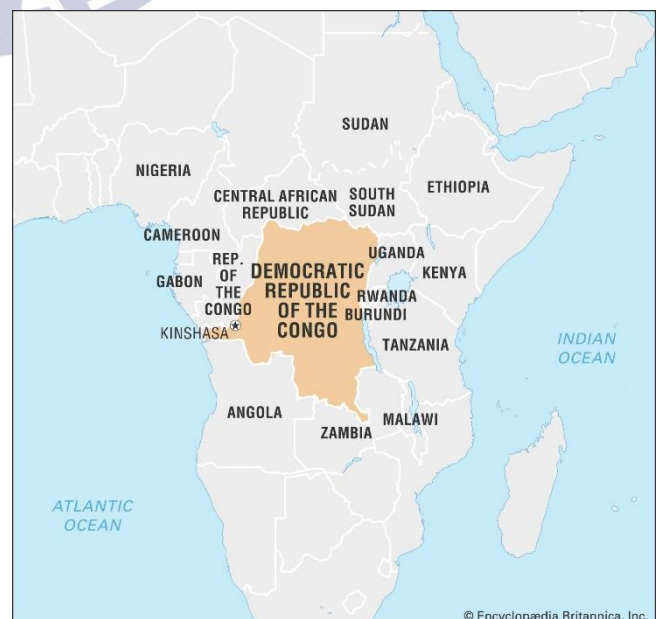 SUDAN
NIGERIA
ETHIOPIA
CENTRAL AFRICAN
REPUBLIC
SOUTH
SUDAN
CAMEROON
UGANDA
REP.
OF
THE
CONGO
DEMOCRATIC
REPUBLIC
OF THE
CONGO
GABON
KENYA
RWANDA
BURUNDI
KINSHASA
TANZANIA
INDIAN
OCEAN
ANGOLA
MALAWI
ZAMBIA
ATLANTIC
OCEAN
© Encyclopædia Britannica, Inc.